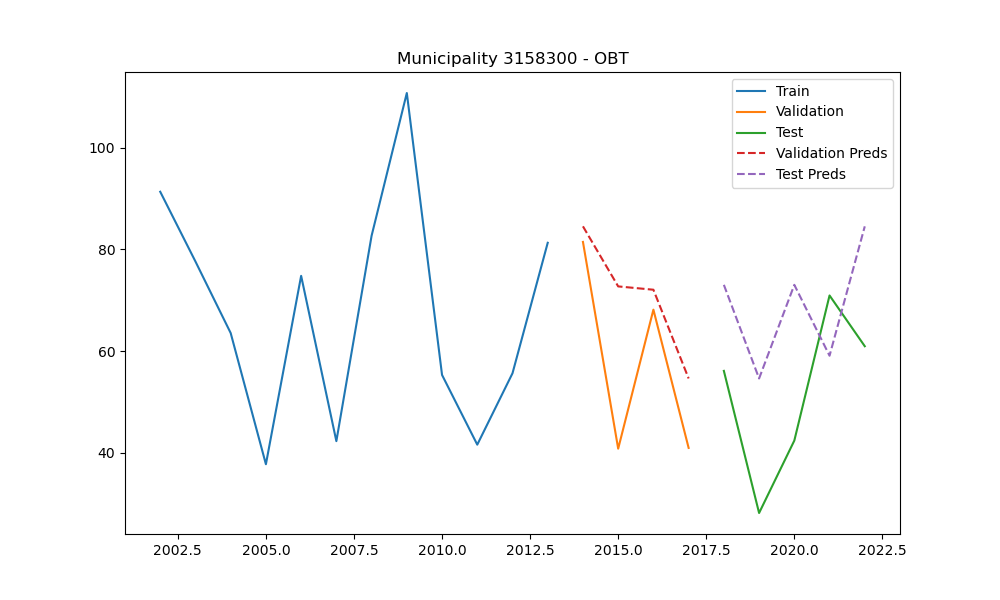 Municipality 3158300 - OBT
Train
Validation
Test
Validation Preds
Test Preds
100
80
60
40
2002.5 2005.0 2007.5 2010.0 2012.5 2015.0 2017.5 2020.0 2022.5